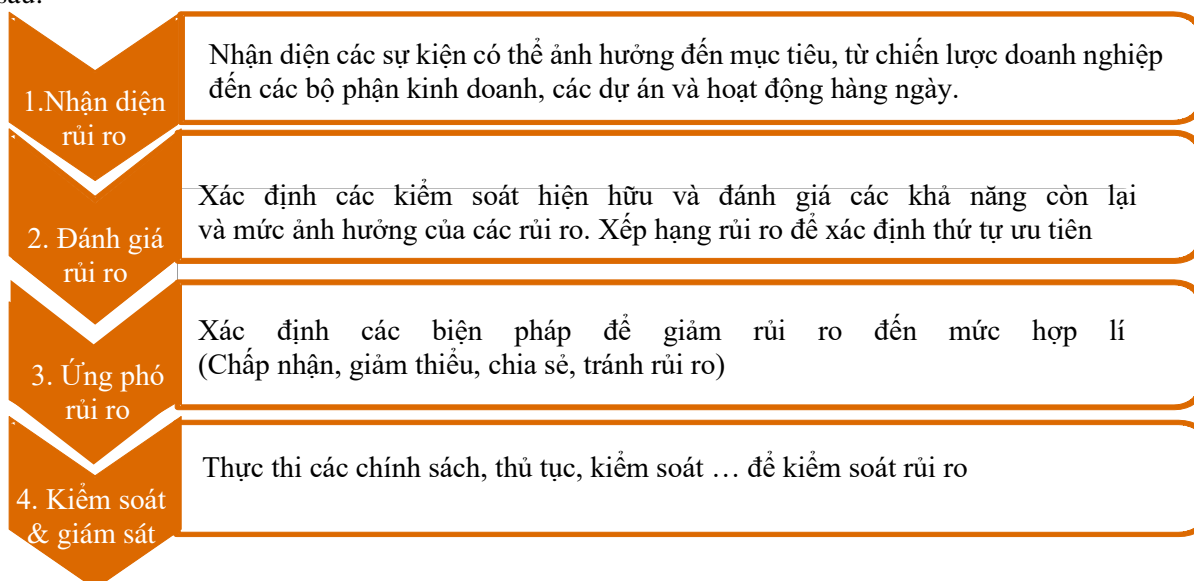 sau:
Nhận diện các sự kiện có thể ảnh hưởng đến mục tiêu, từ chiến lược doanh nghiệp
đến các bộ phận kinh doanh, các dự án và hoạt động hàng ngày.
1.Nhận diện
rủi ro
Xác định các kiểm soát hiện hữu và đánh giá các khả năng còn lại
và mức ảnh hưởng của các rủi ro. Xếp hạng rủi ro để xác định thứ tự ưu tiên
2. Đánh giá
rủi ro
Xác định các biện pháp để giảm rủi ro đến mức hợp lí
(Chấp nhận, giảm thiểu, chia sẻ, tránh rủi ro)
3. Ứng phó
rủi ro
Thực thi các chính sách, thủ tục, kiểm soát … để kiểm soát rủi ro
4. Kiểm soát
& giám sát